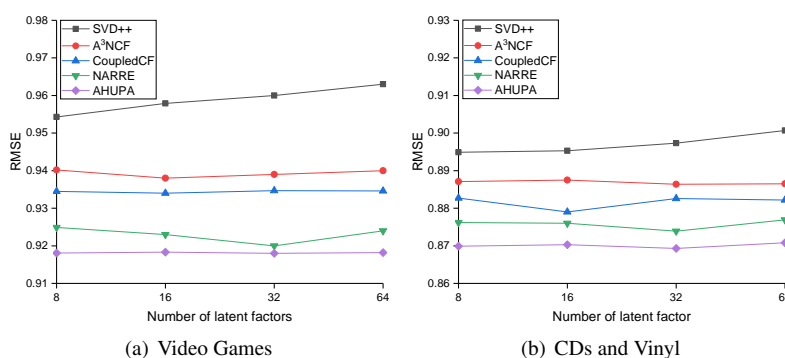 0.98
0.97
0.96
0.95
0.94
0.93
0.92
0.91
RMSE
SVD++
A³NCF
CoupledCF
NARRE
AHUPA
8 16 32 64
Number of latent factors
(a) Video Games
0.93
0.92
0.91
0.90
0.89
0.88
0.87
0.86
RMSE
SVD++
A³NCF
CoupledCF
NARRE
AHUPA
8 16 32 6
Number of latent factor
(b) CDs and Vinyl